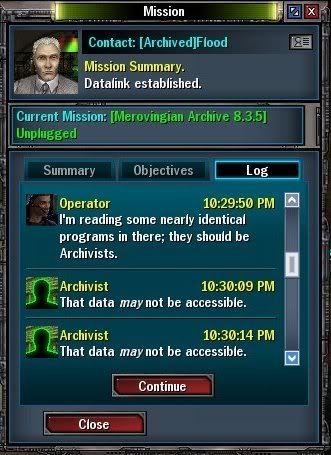 Mission
Contact: [Archived]Flood
Mission Summary.
Datalink established.
Current Mission: [Merovingian Archive 8.3.5]
Unplugged
Summary Objectives Log
Operator 10:29:50 PM
I'm reading some nearly identical
programs in there; they should be
Archivists.
Archivist 10:30:09 PM
That data may not be accessible.
Archivist 10:30:14 PM
That data may not be accessible.
Continue
Close